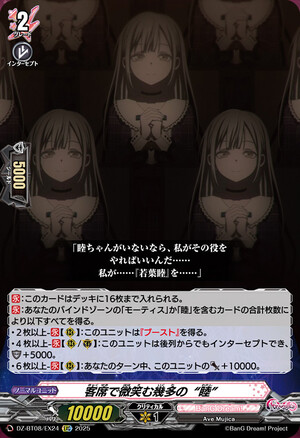 2
グレード
インターセプト
5000
シールド
「睦ちゃんがいないなら、私がその役を
やればいいんだ……
私が……『若葉睦』を……」
永:このカードはデッキに16枚まで入れられる。
永:あなたのバインドゾーンの「モーティス」か「睦」を含むカードの合計枚数に
より以下すべてを得る。
・2枚以上-永【R】:このユニットは『ブースト』を得る。
・4枚以上-永【R】:このユニットは後列からでもインターセプトでき、
+5000。
・6枚以上-永【R】:あなたのターン中、このユニットの+10000。
ノーマルユニット
客席で微笑む幾多の “睦”
パワー
10000
クリティカル
1
Ave Mujica
DZ-BT08/EX24 EX 2025
©BanG Dream! Project